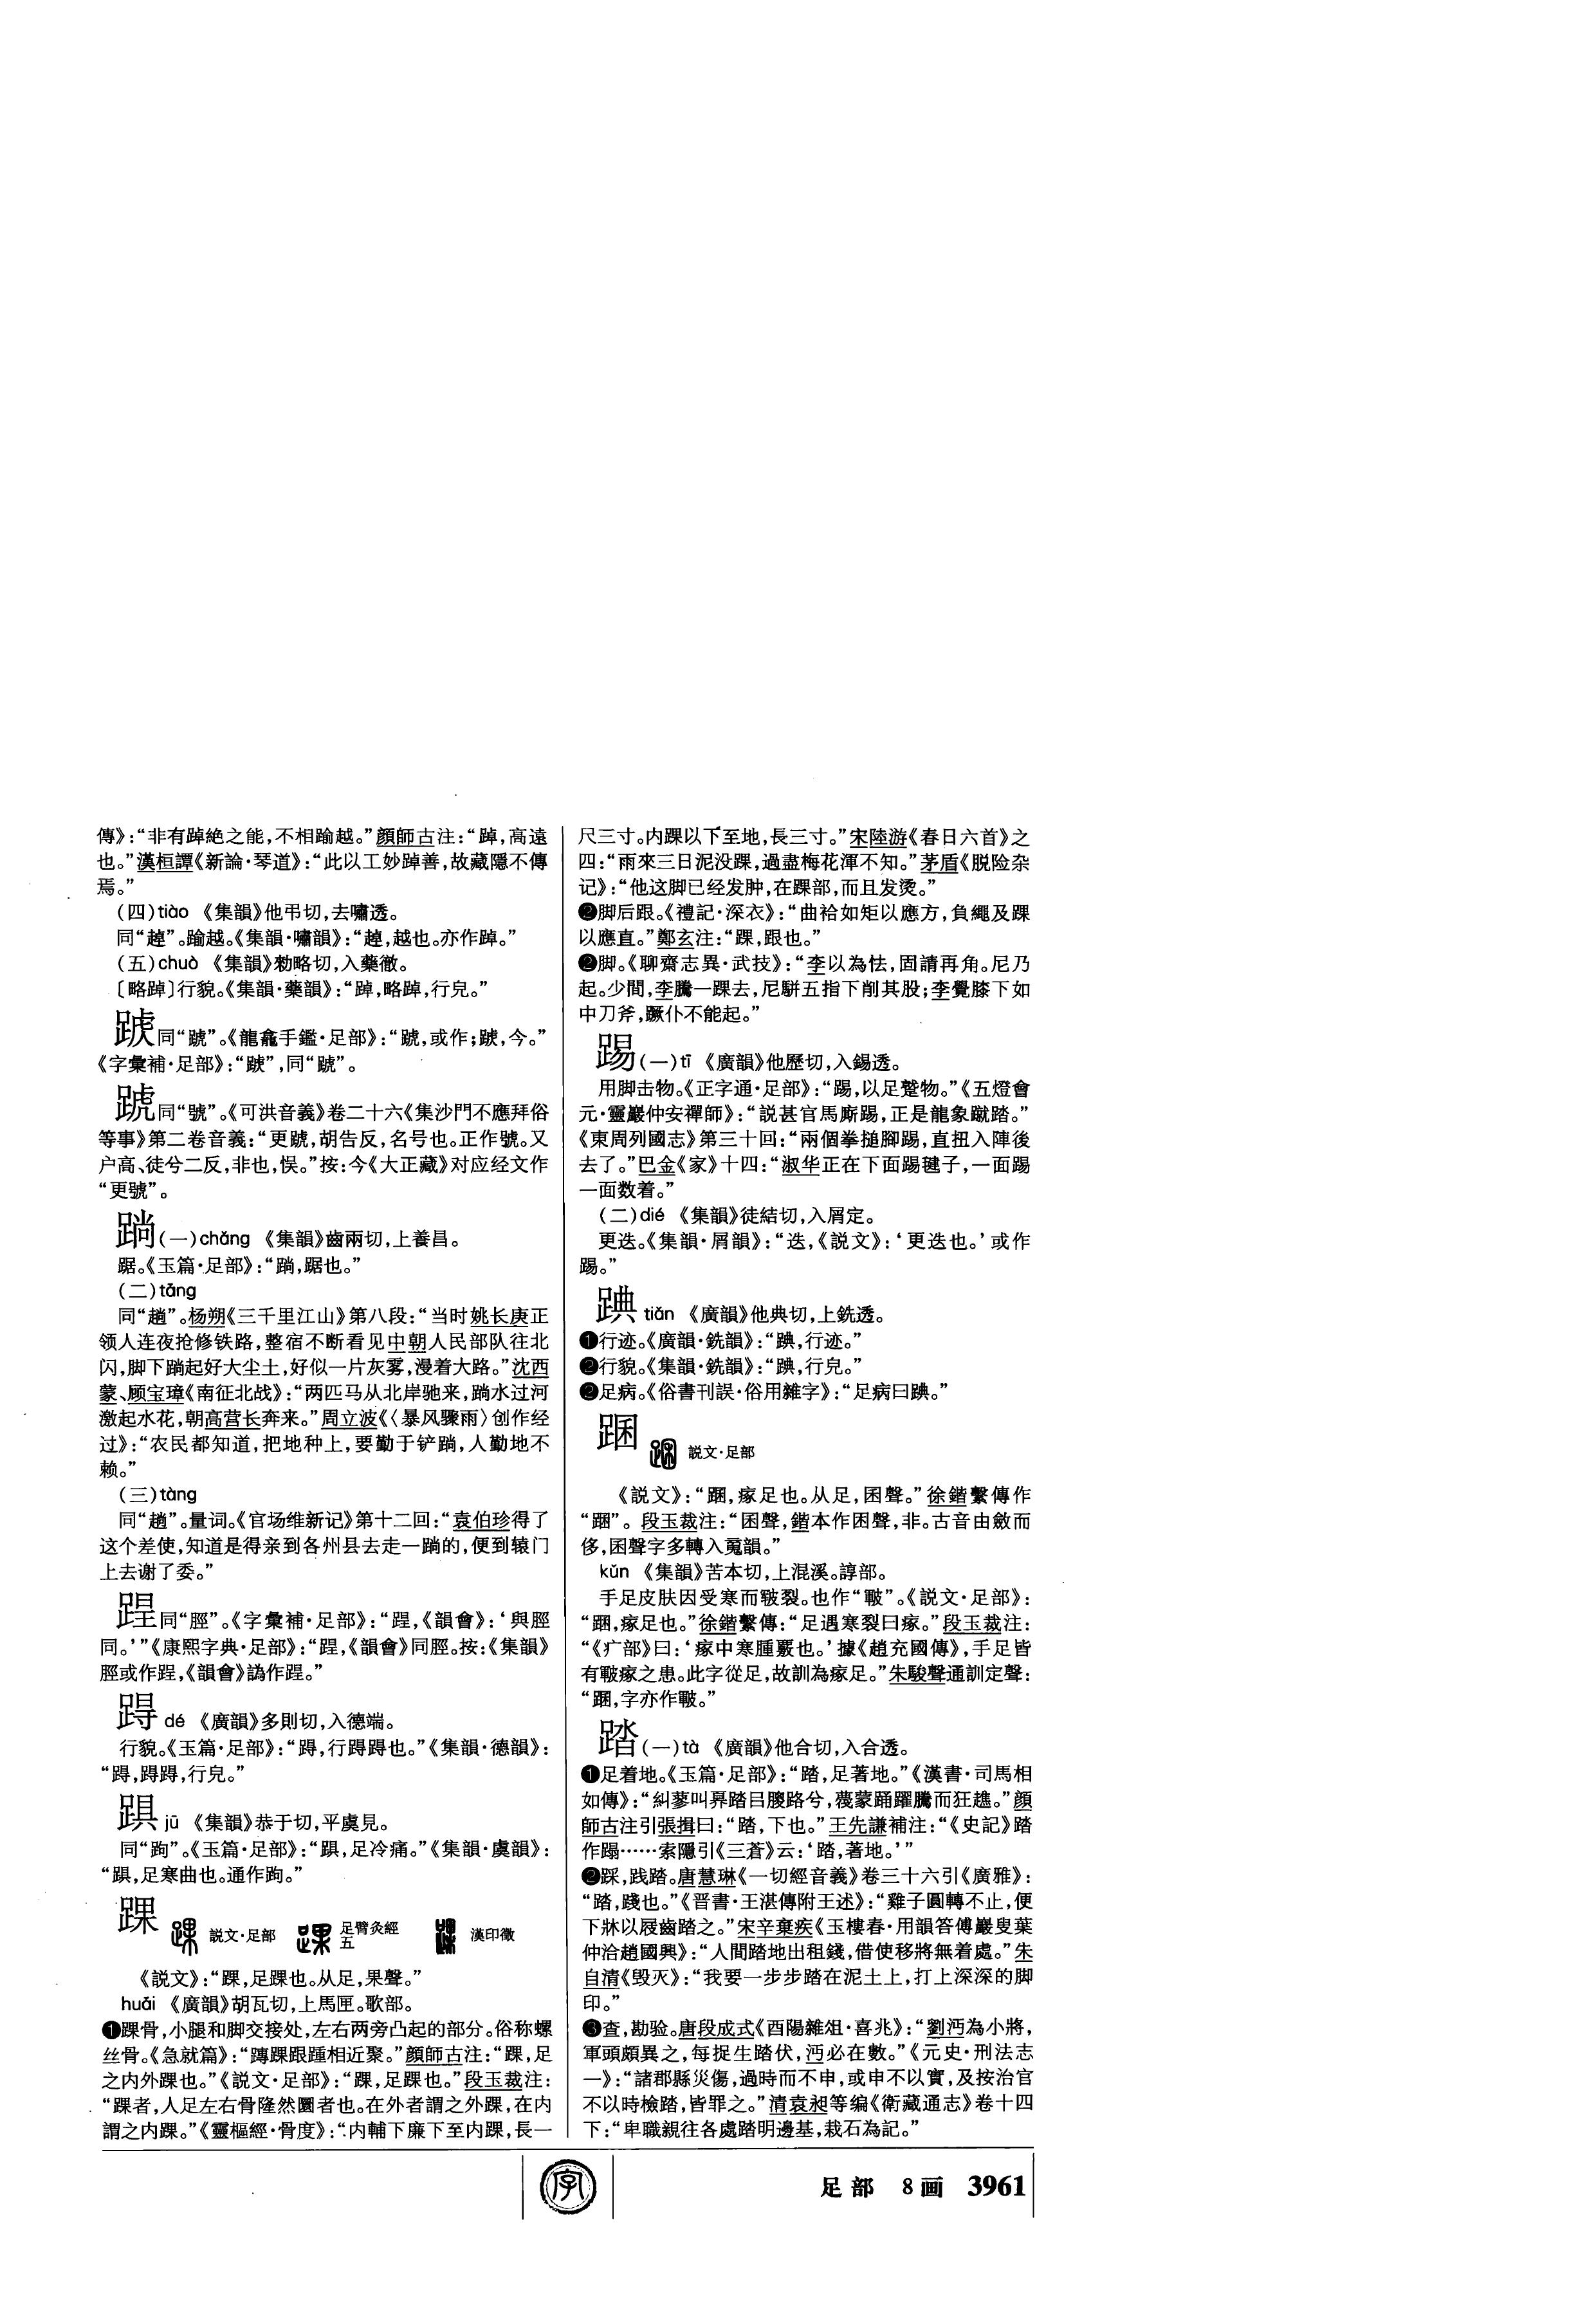 傳》：“非有踔絶之能，不相踰越。”顔師古注：“踔，高遠
也。”漢桓譚《新論·琴道》：“此以工妙踔善，故藏隱不傳
焉。”
（四）tiào 《集韻》他弔切，去嘯透。
同“趠”。踰越。《集韻·嘯韻》：“趠，越也。亦作踔。”
（五）chuò 《集韻》勑略切，入藥徹。
〔略踔〕行貌。《集韻·藥韻》：“踔，略踔，行皃。”
同“蹏”。《龍龕手鑑·足部》：
《字彙補·足部》：
同“號”。《可洪音義》卷二十六《集沙門不應拜俗
等事》第二卷音義：“更，胡告反，名号也。正作號。又
户高、徒兮二反，非也，悮。”按：今《大正藏》对应经文作
“更號”。
踃（一）chǎng 《集韻》齒兩切，上養昌。
踞。《玉篇·足部》：“踞也。”
（二）tǎng
同“趟”。杨朔《三千里江山》第八段：“当时姚长庚正
领人连夜抢修铁路，整宿不断看见中朝人民部队往北
闪，脚下䠀起好大尘土，好似一片灰雾，漫着大路。”沈西
蒙、顾宝璋《南征北战》：“两匹马从北岸驰来，䠀水过河
激起水花，朝高营长奔来。”周立波《〈暴风骤雨〉创作经
过》：“农民都知道，把地种上，要勤于铲䠀，人勤地不
赖。”
（三）tàng
同“趟”。量词。《官场维新记》第十二回：“袁伯珍得了
这个差使，知道是得亲到各州县去走一䠀的，便到辕门
上去谢了委。”
同“脛”。《字彙補·足部》：“《韻會》：‘與脛
同。’”《康熙字典·足部》：“《韻會》同脛。按：《集韻》
脛或作踁，《韻會》譌作。”
䙷 dé 《廣韻》多則切，入德端。
行貌。《玉篇·足部》：“行也。”《集韻·德韻》：
“行皃。”
jū 《集韻》恭于切，平虞見。
同“跔”。《玉篇·足部》：“足冷痛。”《集韻·虞韻》：
“足寒曲也。通作跔。”
踝 説文·足部 足臂灸經五 漢印徵
《説文》：“踝，足踝也。从足，果聲。”
huái 《廣韻》胡瓦切，上馬匣。歌部。
❶踝骨，小腿和脚交接处，左右两旁凸起的部分。俗称螺
丝骨。《急就篇》：“踝跟踵相近聚。”顔師古注：“踝，足
之内外踝也。”《説文·足部》：“踝，足踝也。”段玉裁注：
“踝者，人足左右骨隆然圜者也。在外者謂之外踝，在内
謂之内踝。”《靈樞經·骨度》：“内輔下廉下至内踝，長一
尺三寸。内踝以下至地，長三寸。”宋陸游《春日六首》之
四：“雨來三日泥没踝，過盡梅花渾不知。”茅盾《脱险杂
记》：“他这脚已经发肿，在踝部，而且发烫。”
❷脚后跟。《禮記·深衣》：“曲袷如矩以應方，負繩及踝
以應直。”鄭玄注：“踝，跟也。”
❷脚。《聊齋志異·武技》：“李以為怯，固請再角。尼乃
起。少間，李騰一踝去，尼駢五指下削其股；李覺膝下如
中刀斧，蹶仆不能起。”
踢（一）tī 《廣韻》他歷切，入錫透。
用脚击物。《正字通·足部》：“踢，以足蹵物。”《五燈會
元·靈巖仲安禪師》：“説甚官馬廝踢，正是龍象蹴踏。”
《東周列國志》第三十回：“兩個拳搥腳踢，直扭入陣後
去了。”巴金《家》十四：“淑华正在下面踢毽子，一面踢
一面数着。”
（二）dié 《集韻》徒結切，入屑定。
更迭。《集韻·屑韻》：“迭，《説文》：‘更迭也。’或作
踢。”
䠄 tiǎn 《廣韻》他典切，上銑透。
❶行迹。《廣韻·銑韻》：“䠄，行迹。”
❷行貌。《集韻·銑韻》：“䠄，行皃。”
❷足病。《俗書刊誤·俗用雜字》：“足病曰䠄。”
䠅 説文·足部
《説文》：“䠅，瘃足也。从足，困聲。”徐鍇繫傳作
“䠅”。段玉裁注：“困聲，鍇本作困聲，非。古音由斂而
侈，困聲字多轉入䰟韻。”
kǔn 《集韻》苦本切，上混溪。諄部。
手足皮肤因受寒而皲裂。也作“皸”。《説文·足部》：
“䠅，瘃足也。”徐鍇繫傳：“足遇寒裂曰瘃。”段玉裁注：
“《疒部》曰：‘瘃中寒腫覈也。’據《趙充國傳》，手足皆
有皸瘃之患。此字從足，故訓為瘃足。”朱駿聲通訓定聲：
“䠅，字亦作皸。”
踏（一）tà 《廣韻》他合切，入合透。
❶足着地。《玉篇·足部》：“踏，足著地。”《漢書·司馬相
如傳》：“糾蓼叫奡踏㠯朡路兮，薎蒙踊躍騰而狂趭。”顔
師古注引張揖曰：“踏，下也。”王先謙補注：“《史記》踏
作蹋……索隱引《三蒼》云：‘踏，著地。’”
❷踩，践踏。唐慧琳《一切經音義》卷三十六引《廣雅》：
“踏，踐也。”《晋書·王湛傳附王述》：“雞子圓轉不止，便
下牀以屐齒踏之。”宋辛棄疾《玉樓春·用韻答傅巖叟葉
仲洽趙國興》：“人間踏地出租錢，借使移將無着處。”朱
自清《毁灭》：“我要一步步踏在泥土上，打上深深的脚
印。”
❸查，勘验。唐段成式《酉陽雜俎·喜兆》：“劉沔為小將，
軍頭頗異之，每捉生踏伏，沔必在數。”《元史·刑法志
一》：“諸郡縣災傷，過時而不申，或申不以實，及按治官
不以時檢踏，皆罪之。”清袁昶等编《衛藏通志》卷十四
下：“卑職親往各處踏明邊基，栽石為記。”
字
足部 8画 3961